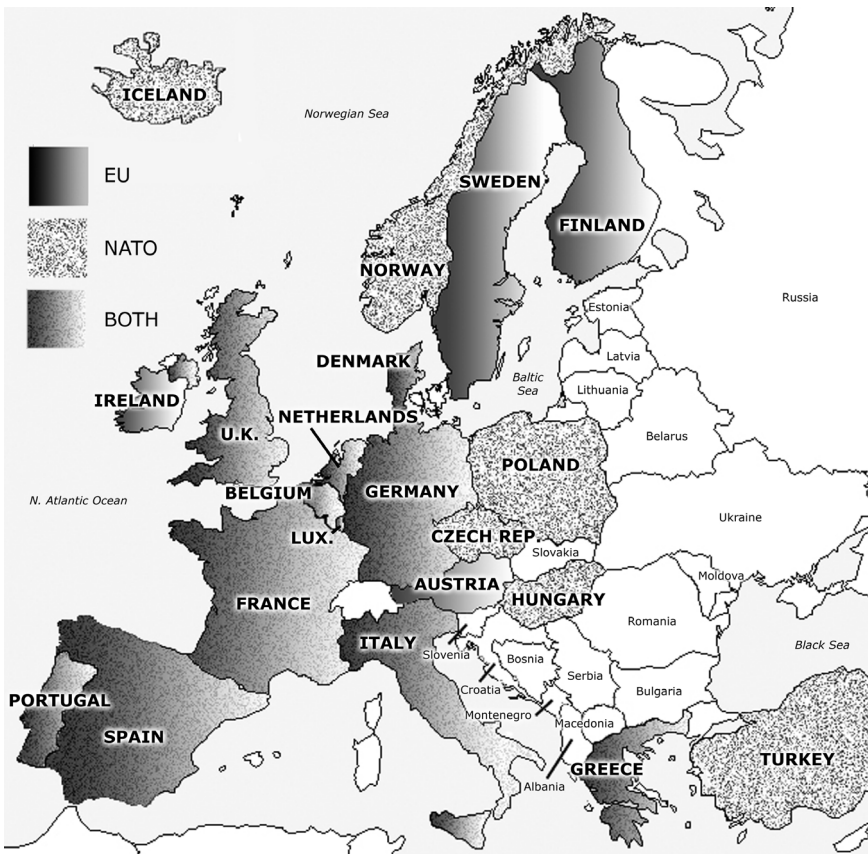 ICELAND
Norwegian Sea
EU
NATO
BOTH
SWEDEN
FINLAND
NORWAY
Russia
Estonia
Latvia
Lithuania
Baltic
Sea
DENMARK
IRELAND
NETHERLANDS
U.K.
Belarus
POLAND
N. Atlantic Ocean
BELGIUM
GERMANY
Ukraine
LUX.
CZECH REP.
Slovakia
AUSTRIA
Moldova
HUNGARY
FRANCE
Romania
ITALY
Black Sea
Slovenia
Bosnia
Serbia
Croatia
Bulgaria
PORTUGAL
Montenegro
Macedonia
SPAIN
GREECE
TURKEY
Albania